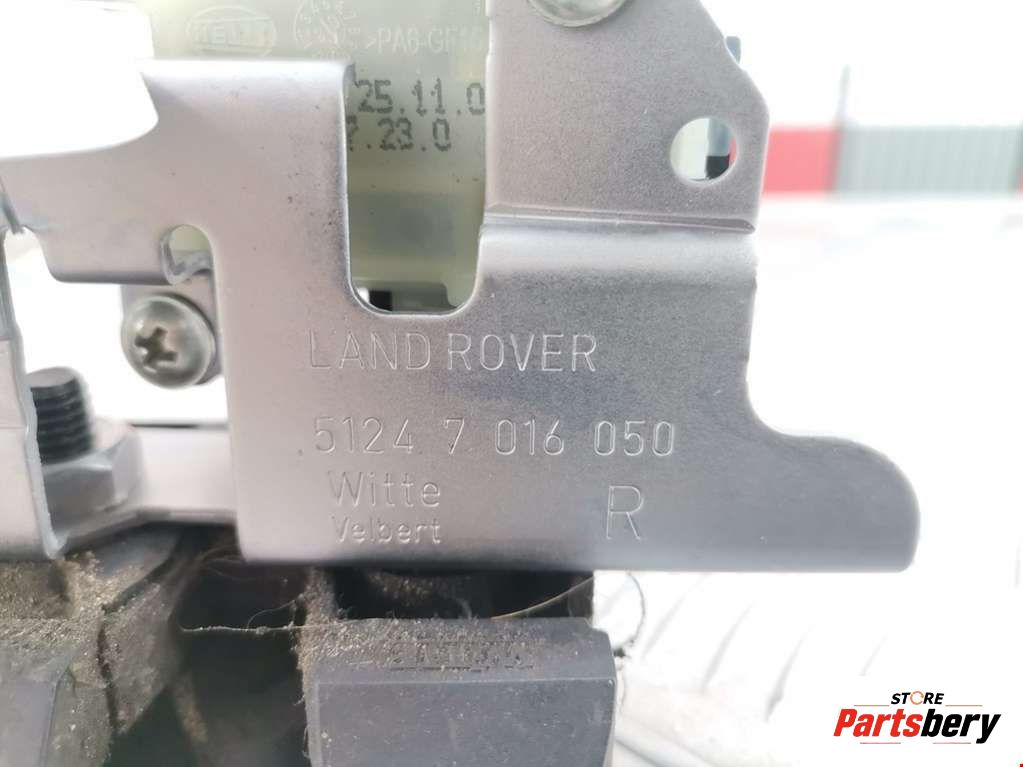 HELLA
>PA6-GF
25.11.0
7.23.0
LAND ROVER
5124 7 016 050
Witte R
Velbert
STORE
Partsbery